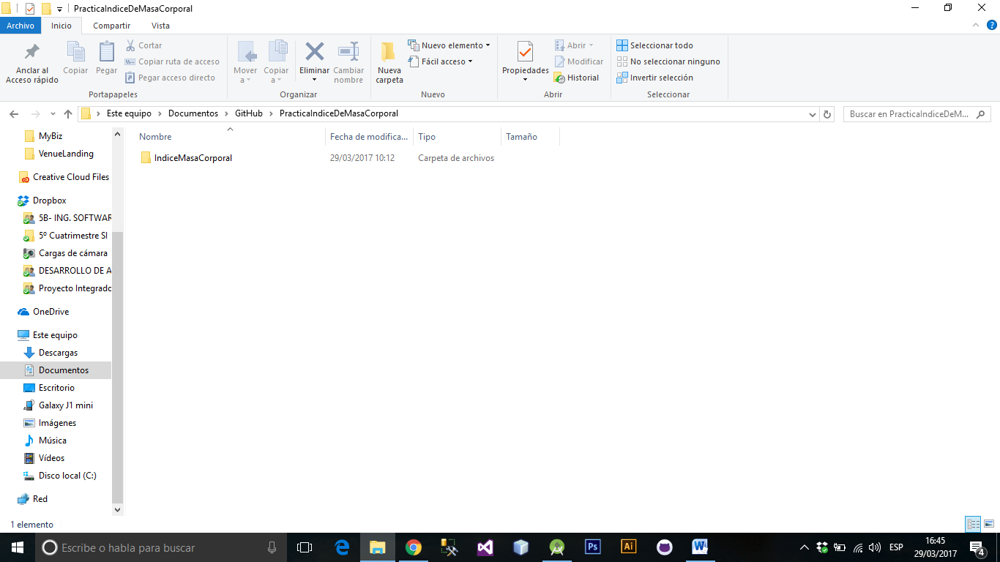 PracticaIndiceDeMasaCorporal
Archivo Inicio Compartir Vista
Anclar al Acceso rápido
Copiar
Pegar
Cortar
Copiar ruta de acceso
Pegar acceso directo
Portapapeles
Mover a
Copiar a
Eliminar
Cambiar nombre
Organizar
Nueva carpeta
Nuevo elemento
Fácil acceso
Nuevo
Propiedades
Abrir
Modificar
Historial
Abrir
Seleccionar todo
No seleccionar ninguno
Invertir selección
Seleccionar
Este equipo > Documentos > GitHub > PracticaIndiceDeMasaCorporal
Buscar en PracticaIndiceDeM...
Nombre Fecha de modifica... Tipo Tamaño
IndiceMasaCorporal 29/03/2017 10:12 Carpeta de archivos
MyBiz
VenueLanding
Creative Cloud Files
Dropbox
5B- ING. SOFTWAR
5º Cuatrimestre SI
Cargas de cámara
DESARROLLO DE A
Proyecto Integrado
OneDrive
Este equipo
Descargas
Documentos
Escritorio
Galaxy J1 mini
Imágenes
Música
Vídeos
Disco local (C:)
Red
1 elemento
Escribe o habla para buscar
Ps
Ai
ESP
16:45
29/03/2017
4